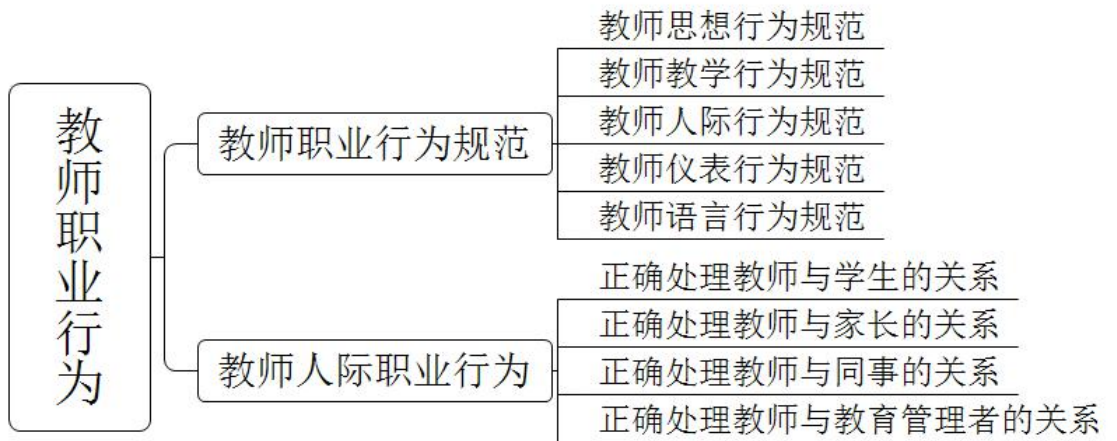 教师职业行为
教师职业行为规范
教师思想行为规范
教师教学行为规范
教师人际行为规范
教师仪表行为规范
教师语言行为规范
教师人际职业行为
正确处理教师与学生的关系
正确处理教师与家长的关系
正确处理教师与同事的关系
正确处理教师与教育管理者的关系